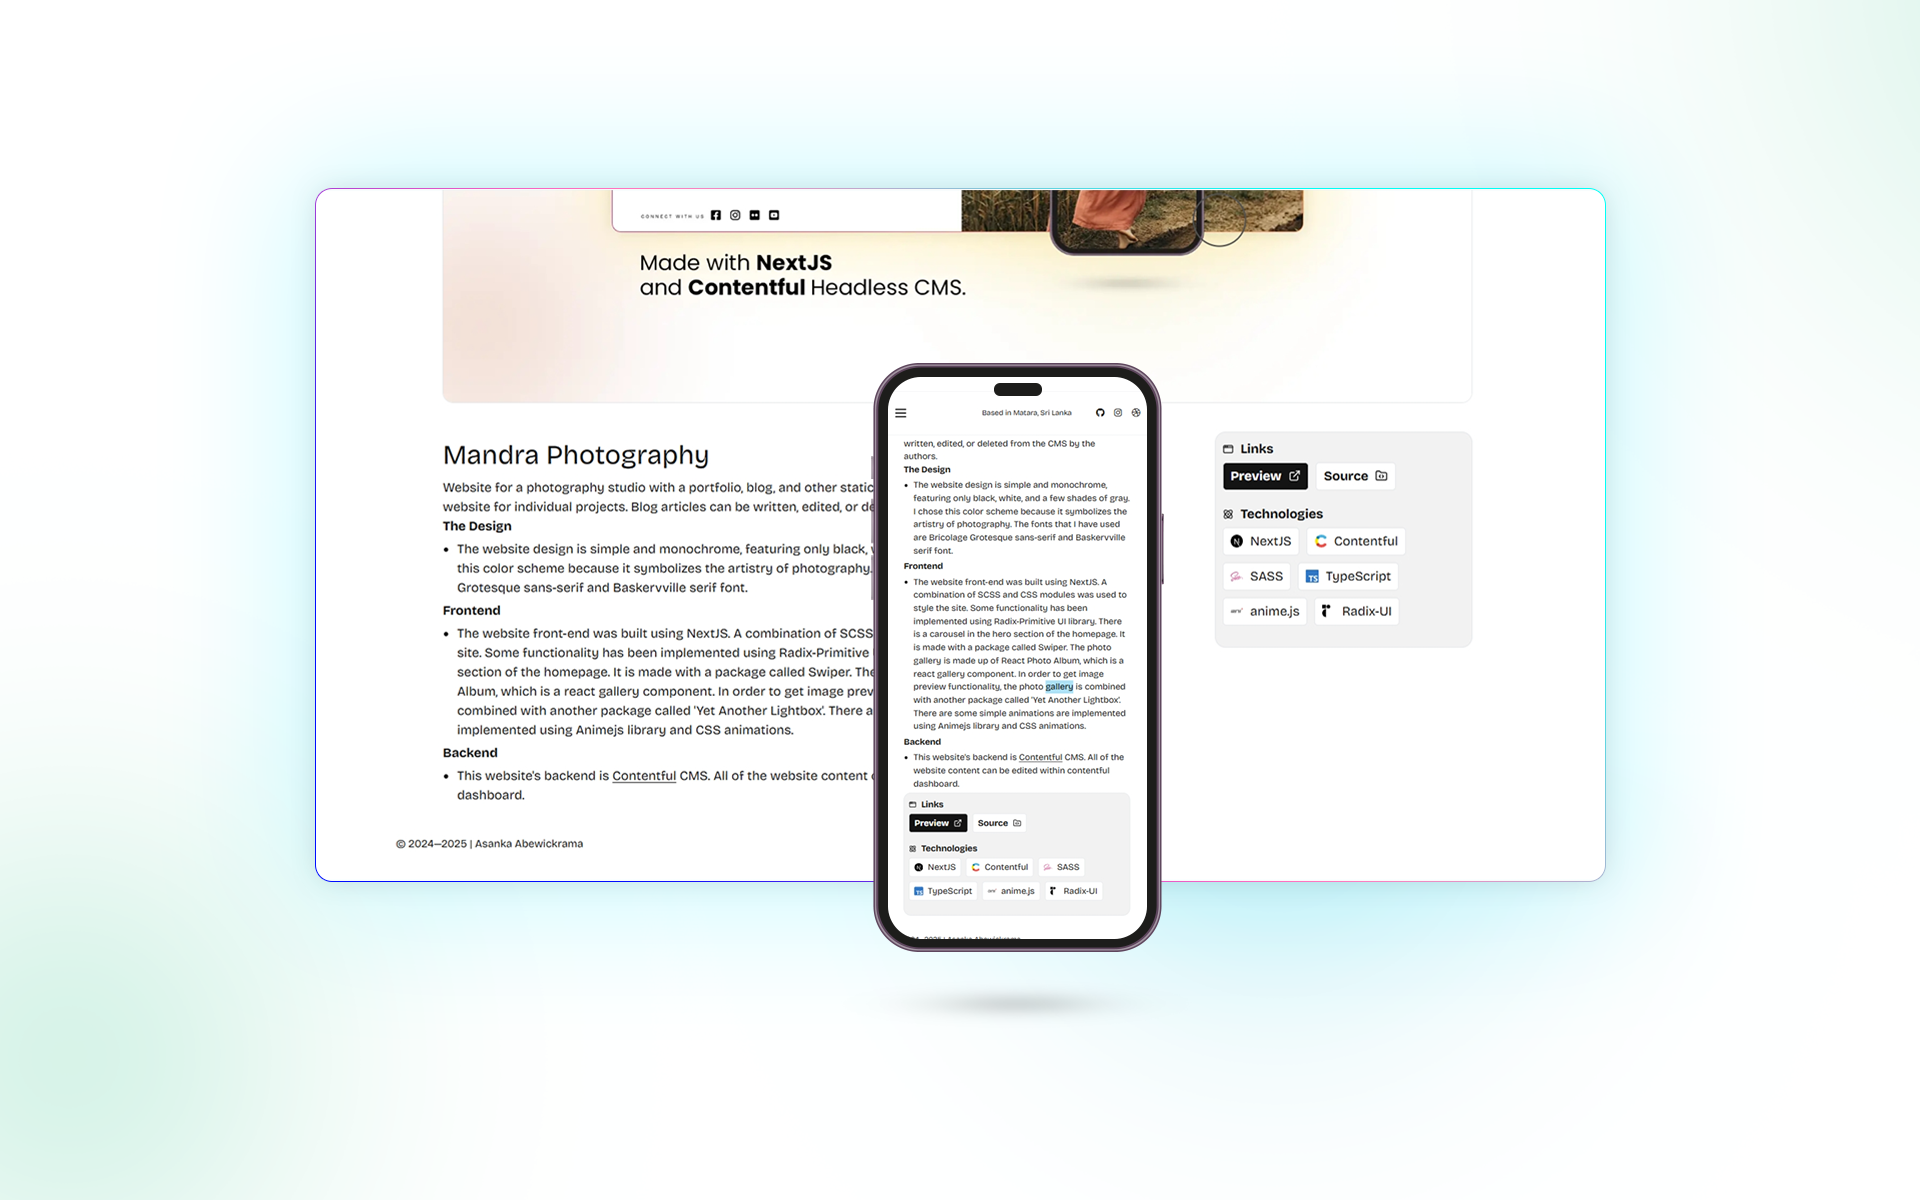 CONNECT WITH US
Made with NextJS
and Contentful Headless CMS.
Mandra Photography
Website for a photography studio with a portfolio, blog, and other static
website for individual projects. Blog articles can be written, edited, or
The Design
• The website design is simple and monochrome, featuring only black,
this color scheme because it symbolizes the artistry of photography.
Grotesque sans-serif and Baskervville serif font.
Frontend
• The website front-end was built using NextJS. A combination of SCSS
site. Some functionality has been implemented using Radix-Primitive
section of the homepage. It is made with a package called Swiper. The
Album, which is a react gallery component. In order to get image
combined with another package called 'Yet Another Lightbox'. There
implemented using Animejs library and CSS animations.
Backend
• This website's backend is Contentful CMS. All of the website content
dashboard.
© 2024–2025 | Asanka Abewickrama
Based in Matara, Sri Lanka
written, edited, or deleted from the CMS by the
authors.
The Design
• The website design is simple and monochrome,
featuring only black, white, and a few shades of gray.
I chose this color scheme because it symbolizes the
artistry of photography. The fonts that I have used
are Bricolage Grotesque sans-serif and Baskervville
serif font.
Frontend
• The website front-end was built using NextJS. A
combination of SCSS and CSS modules was used to
style the site. Some functionality has been
implemented using Radix-Primitive UI library. There
is a carousel in the hero section of the homepage. It
is made with a package called Swiper. The photo
gallery is made up of React Photo Album, which is a
react gallery component. In order to get image
preview functionality, the photo gallery is combined
with another package called 'Yet Another Lightbox'.
There are some simple animations are implemented
using Animejs library and CSS animations.
Backend
• This website's backend is Contentful CMS. All of the
website content can be edited within contentful
dashboard.
Links
Preview Source
Technologies
NextJS Contentful SASS
TypeScript anime.js Radix-UI
Links
Preview Source
Technologies
NextJS Contentful
SASS TypeScript
anime.js Radix-UI